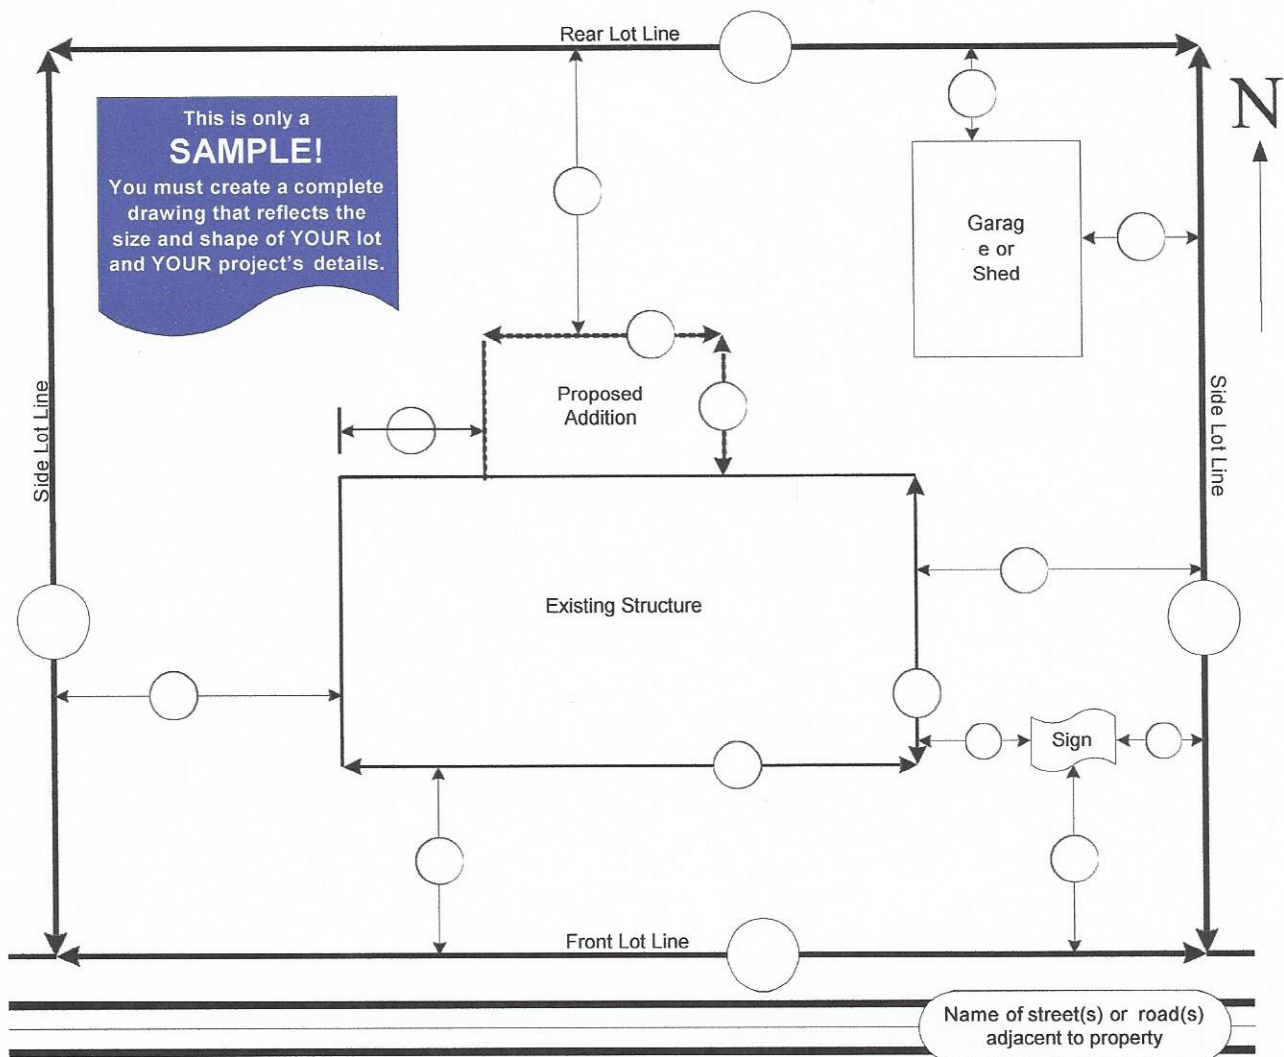 Rear Lot Line
N
This is only a
SAMPLE!
You must create a complete
drawing that reflects the
size and shape of YOUR lot
and YOUR project's details.
Garag
e or
Shed
Proposed
Addition
Side Lot Line
Side Lot Line
Existing Structure
Sign
Front Lot Line
Name of street(s) or road(s)
adjacent to property